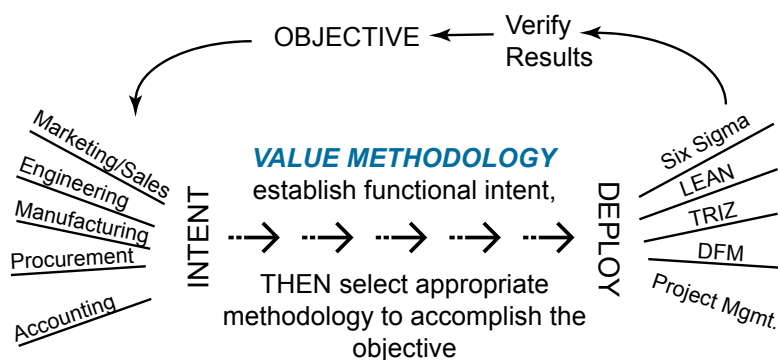 OBJECTIVE
Verify
Results
Marketing/Sales
Engineering
Manufacturing
Procurement
Accounting
INTENT
VALUE METHODOLOGY
establish functional intent,
THEN select appropriate
methodology to accomplish the
objective
DEPLOY
Six Sigma
LEAN
TRIZ
DFM
Project Mgmt.